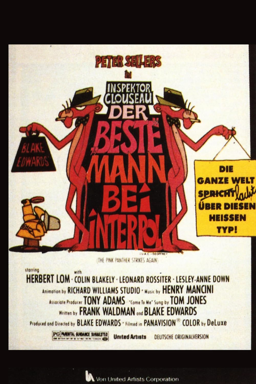 PETER SELLERS
ist
INSPEKTOR
CLOUSEAU
DER
"BESTE
MANN
BEI
INTERPOL"
BLAKE
EDWARDS
DIE
GANZE WELT
SPRICHT lacht
ÜBER DIESEN
HEISSEN
TYP!
(THE PINK PANTHER STRIKES AGAIN)
starring
HERBERT LOM with COLIN BLAKELY · LEONARD ROSSITER · LESLEY-ANNE DOWN
Animation by RICHARD WILLIAMS STUDIO · Music by HENRY MANCINI
Associate Producer TONY ADAMS · "Come To Me" Sung by TOM JONES
Written by FRANK WALDMAN and BLAKE EDWARDS
Produced and Directed by BLAKE EDWARDS · Filmed in PANAVISION® COLOR by DeLuxe
PG
United Artists
DEUTSCHE ORIGINALVERSION
Von United Artists Corporation